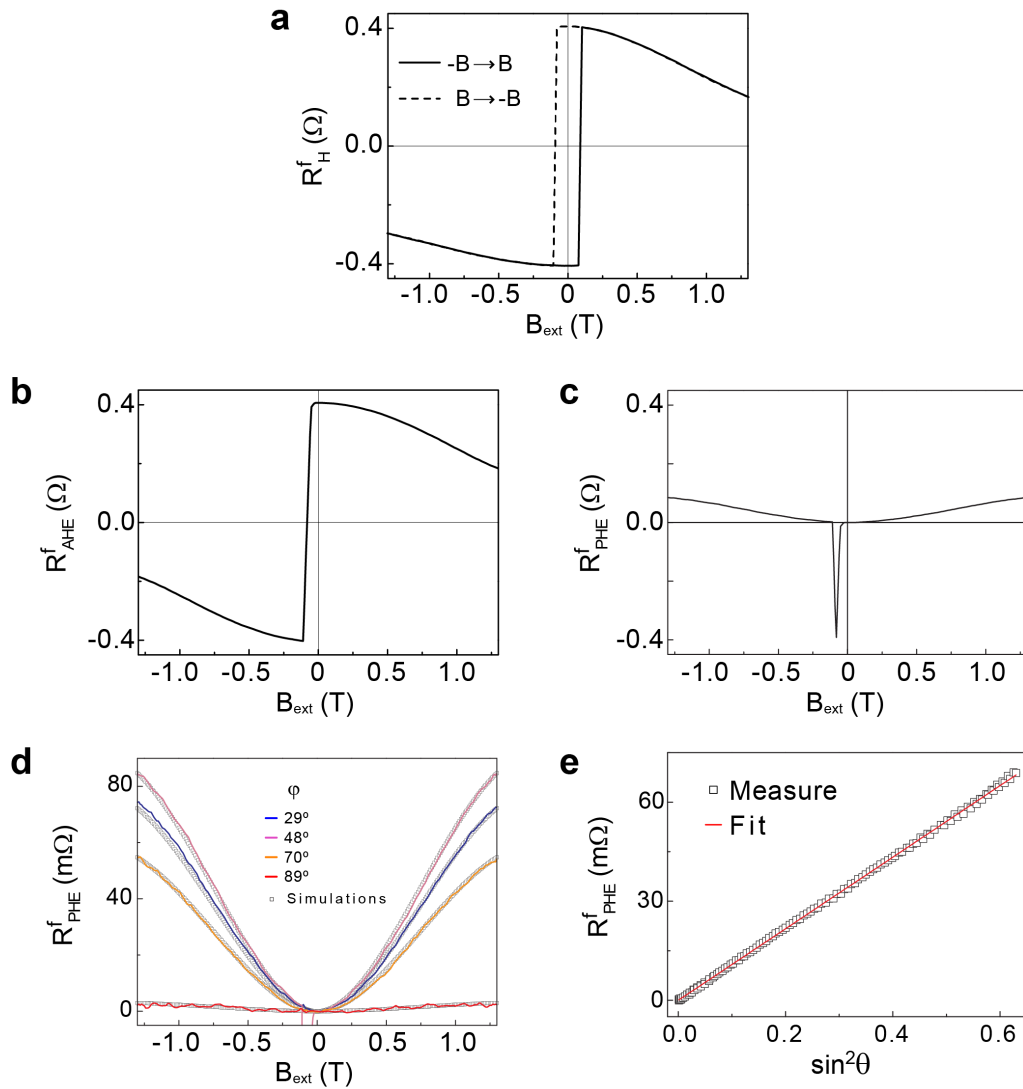 a
0.4
0.0
-0.4
R^f_H (Ω)
-B→B
B→-B
-1.0 -0.5 0 0.5 1.0
B_ext (T)
b
0.4
0.0
-0.4
R^f_AHE (Ω)
-1.0 -0.5 0 0.5 1.0
B_ext (T)
c
0.4
0.0
-0.4
R^f_PHE (Ω)
-1.0 -0.5 0 0.5 1.0
B_ext (T)
d
80
40
0
R^f_PHE (mΩ)
φ
29º
48º
70º
89º
Simulations
-1.0 -0.5 0 0.5 1.0
B_ext (T)
e
60
30
0
R^f_PHE (mΩ)
Measure
Fit
0.0 0.2 0.4 0.6
sin²θ